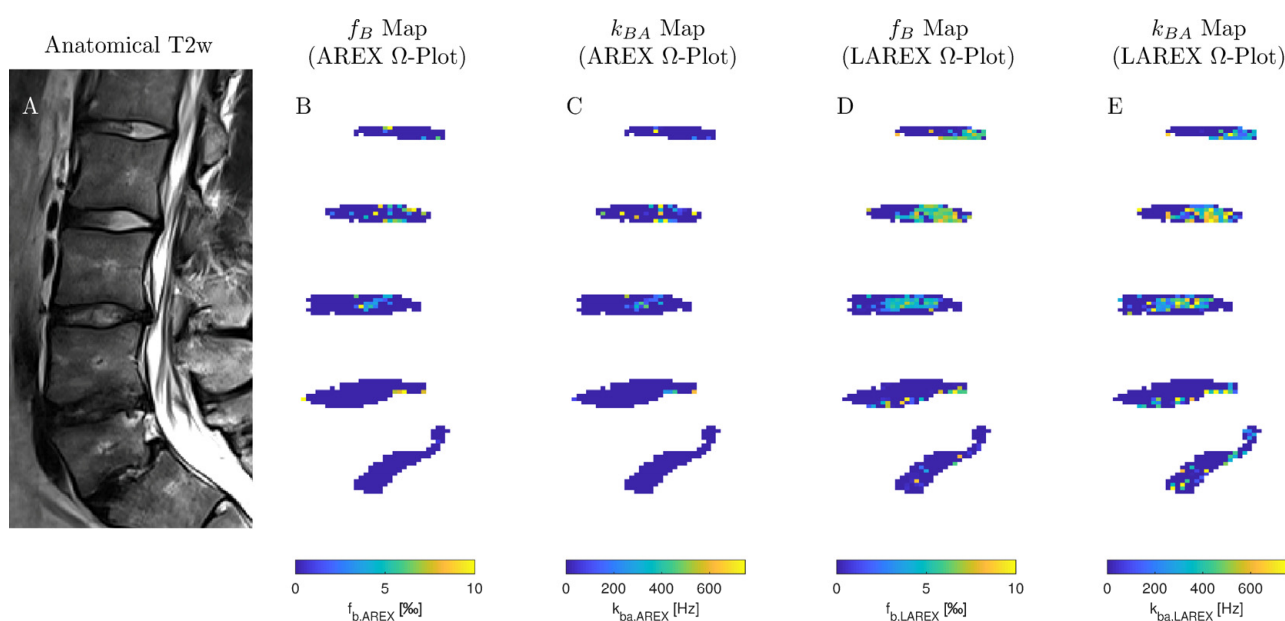 Anatomical T2w
f_B Map
(AREX Ω-Plot)
k_BA Map
(AREX Ω-Plot)
f_B Map
(LAREX Ω-Plot)
k_BA Map
(LAREX Ω-Plot)
A
B
C
D
E
0 5 10
f_b,AREX [‰]
0 200 400 600
k_ba,AREX [Hz]
0 5 10
f_b,LAREX [‰]
0 200 400 600
k_ba,LAREX [Hz]